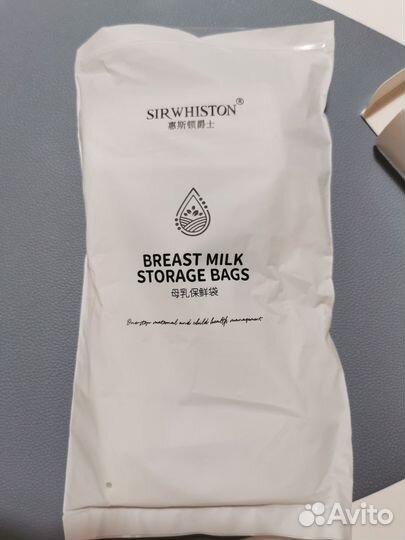 SIRWHISTON®
惠斯顿爵士
BREAST MILK
STORAGE BAGS
母乳保鲜袋
One-stop maternal and child health management.
Avito